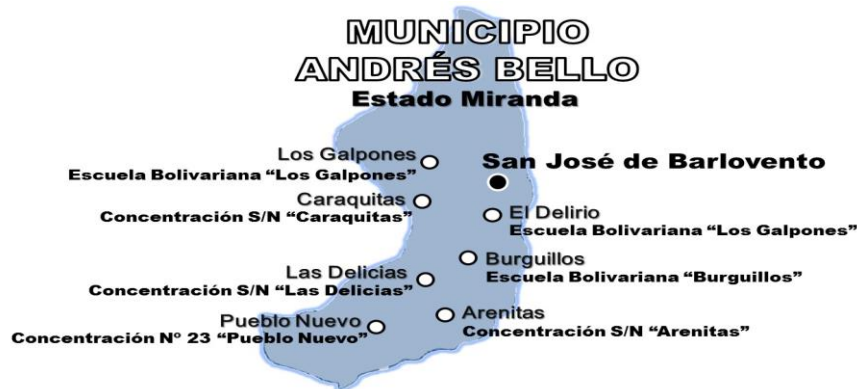 MUNICIPIO
ANDRÉS BELLO
Estado Miranda
Los Galpones
Escuela Bolivariana “Los Galpones”
San José de Barlovento
Caraquitas
Concentración S/N “Caraquitas”
El Delirio
Escuela Bolivariana “Los Galpones”
Burguillos
Escuela Bolivariana “Burguillos”
Las Delicias
Concentración S/N “Las Delicias”
Arenitas
Concentración S/N “Arenitas”
Pueblo Nuevo
Concentración Nº 23 “Pueblo Nuevo”